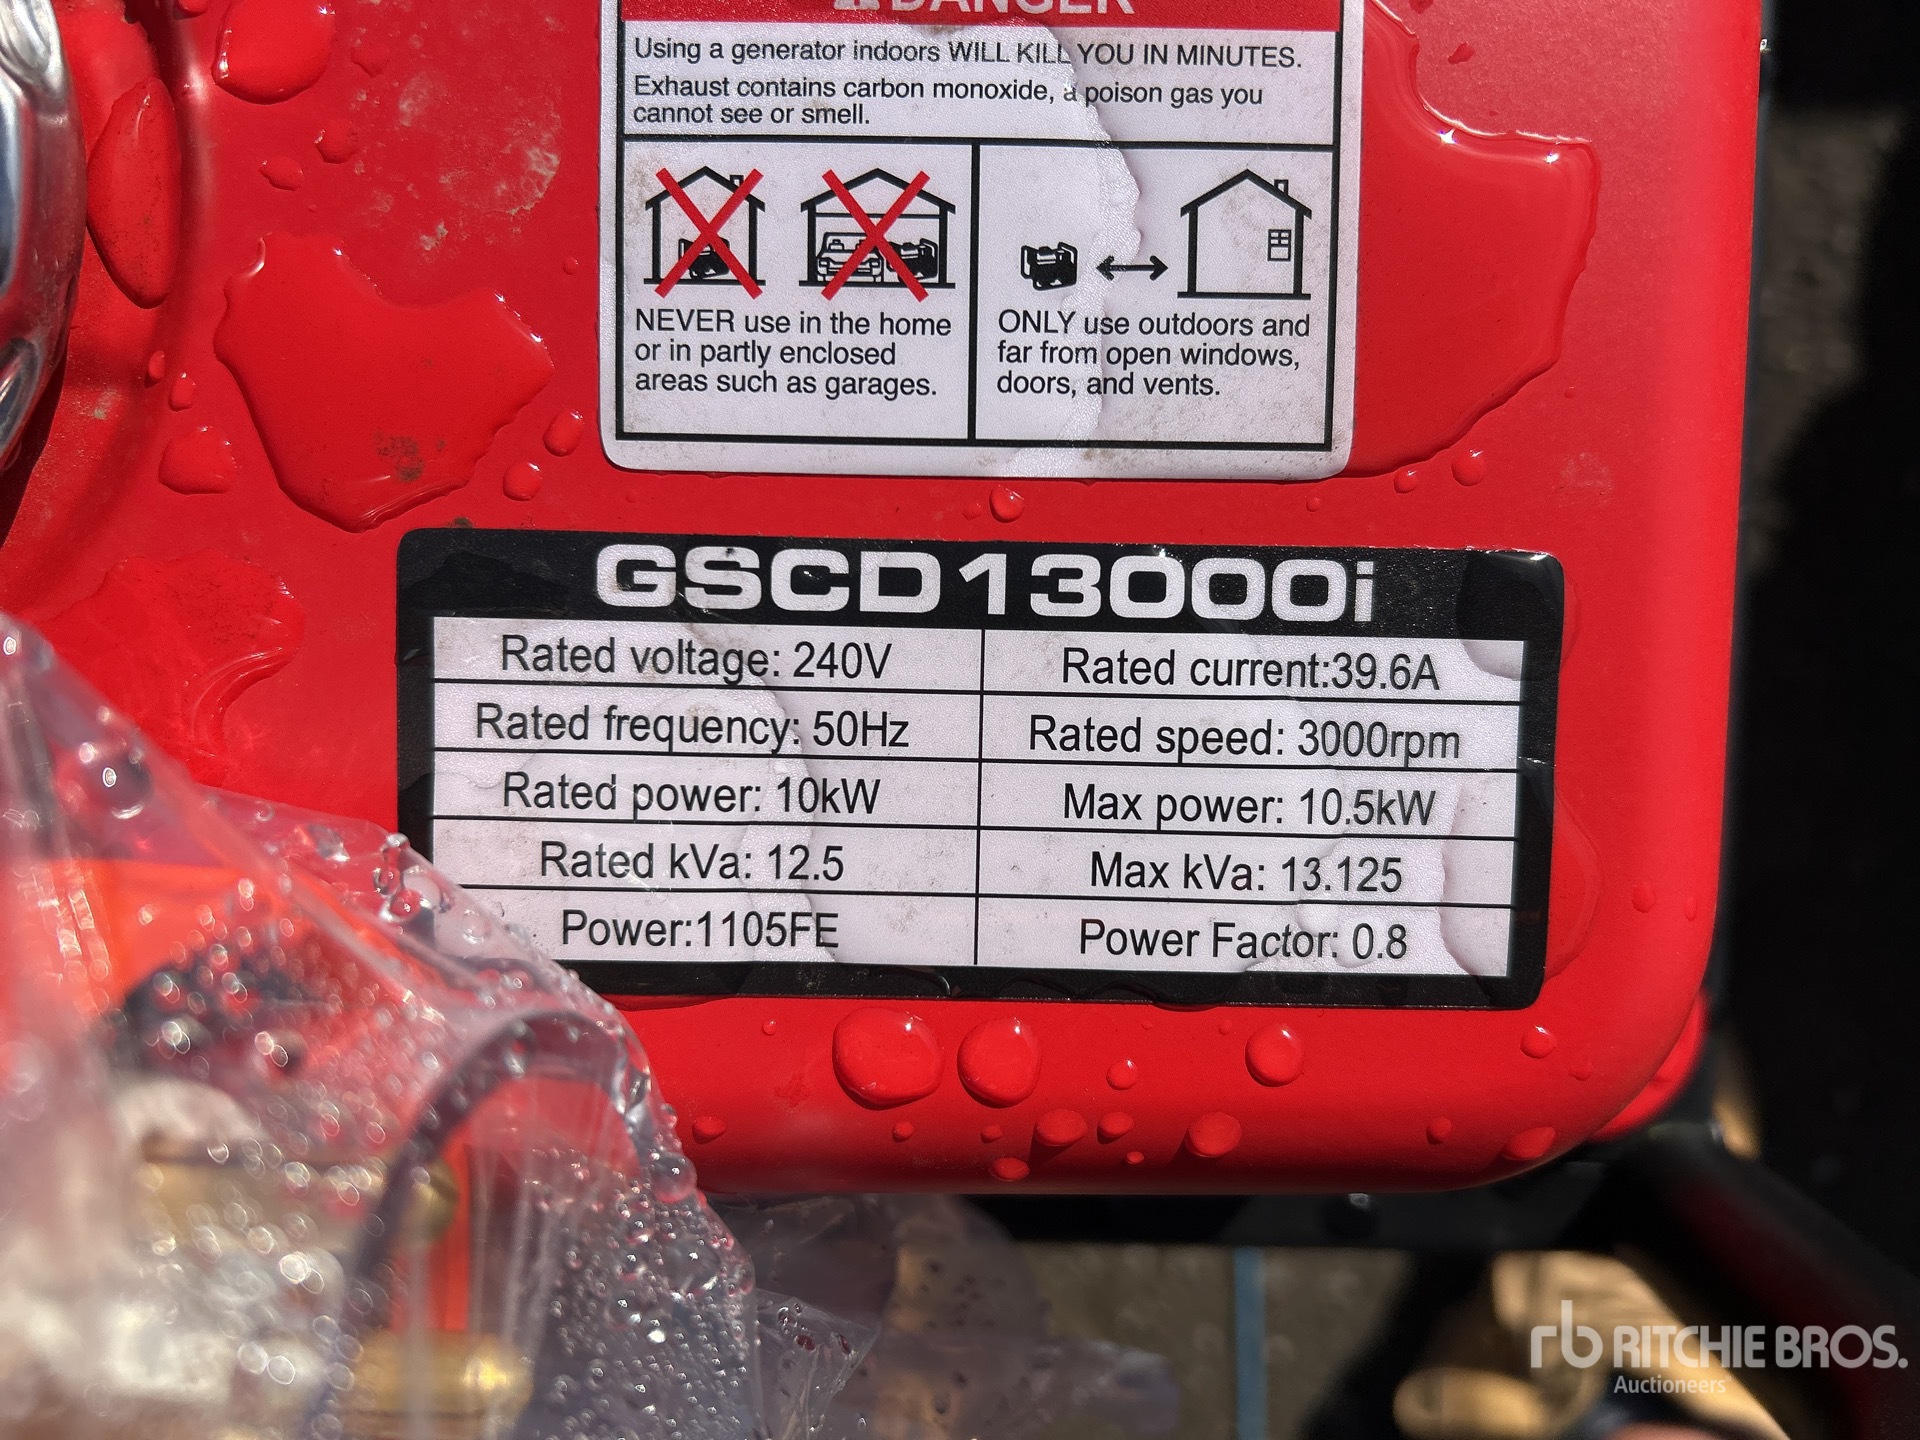 DANGER
Using a generator indoors WILL KILL YOU IN MINUTES.
Exhaust contains carbon monoxide, a poison gas you
cannot see or smell.
NEVER use in the home
or in partly enclosed
areas such as garages.
ONLY use outdoors and
far from open windows,
doors, and vents.
GSCD13000i
Rated voltage: 240V
Rated current:39.6A
Rated frequency: 50Hz
Rated speed: 3000rpm
Rated power: 10kW
Max power: 10.5kW
Rated kVa: 12.5
Max kVa: 13.125
Power:1105FE
Power Factor: 0.8
rb RITCHIE BROS.
Auctioneers